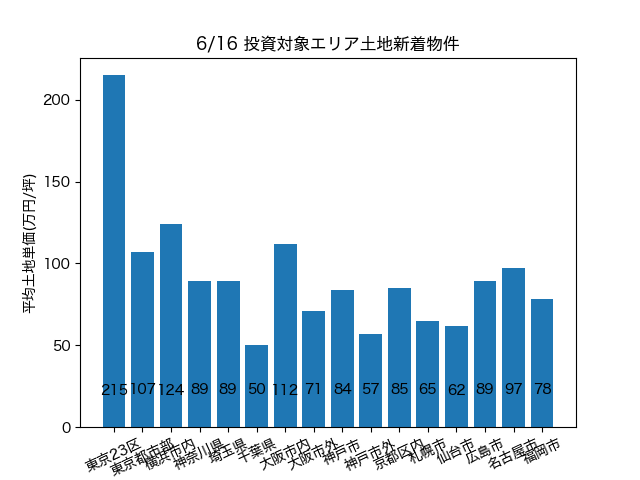 6/16 投資対象エリア土地新着物件
平均土地単価(万円/坪)
200
150
100
50
0
215 107 124 89 89 50 112 71 84 57 85 65 62 89 97 78
東京23区
東京都市部
横浜市内
神奈川県
埼玉県
千葉県
大阪市内
大阪市外
神戸市
神戸市外
京都区内
札幌市
仙台市
広島市
名古屋市
福岡市